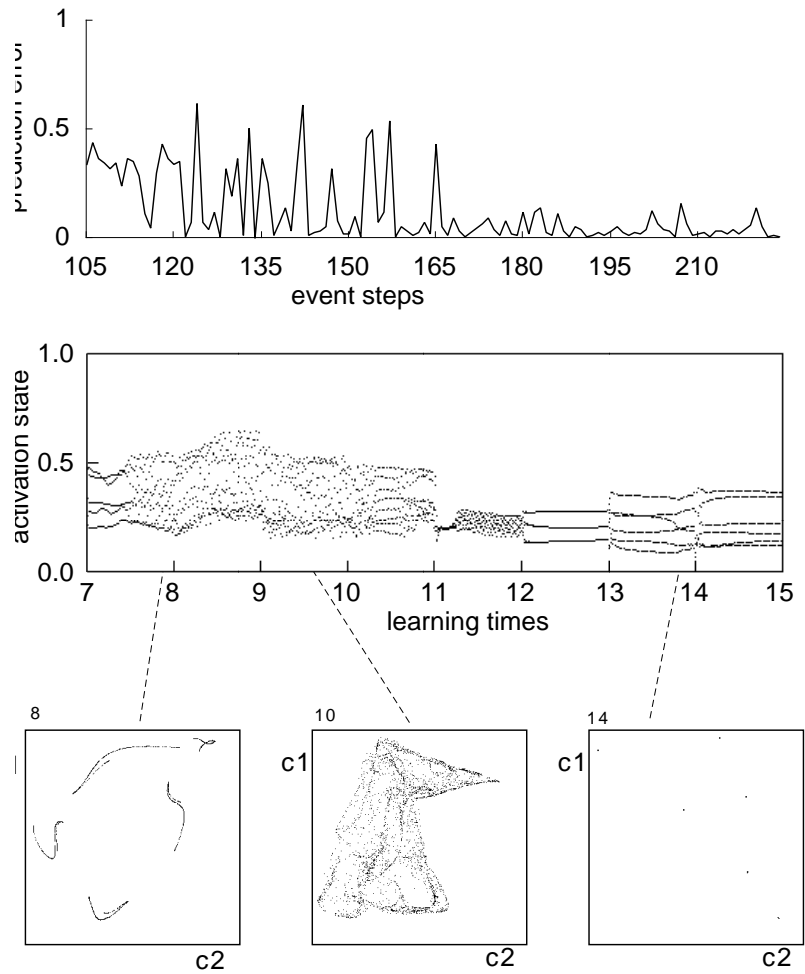 1
prediction error
0.5
0
105 120 135 150 165 180 195 210
event steps
1.0
activation state
0.5
0.0
7 8 9 10 11 12 13 14 15
learning times
8
c2
10
c1
c2
14
c1
c2